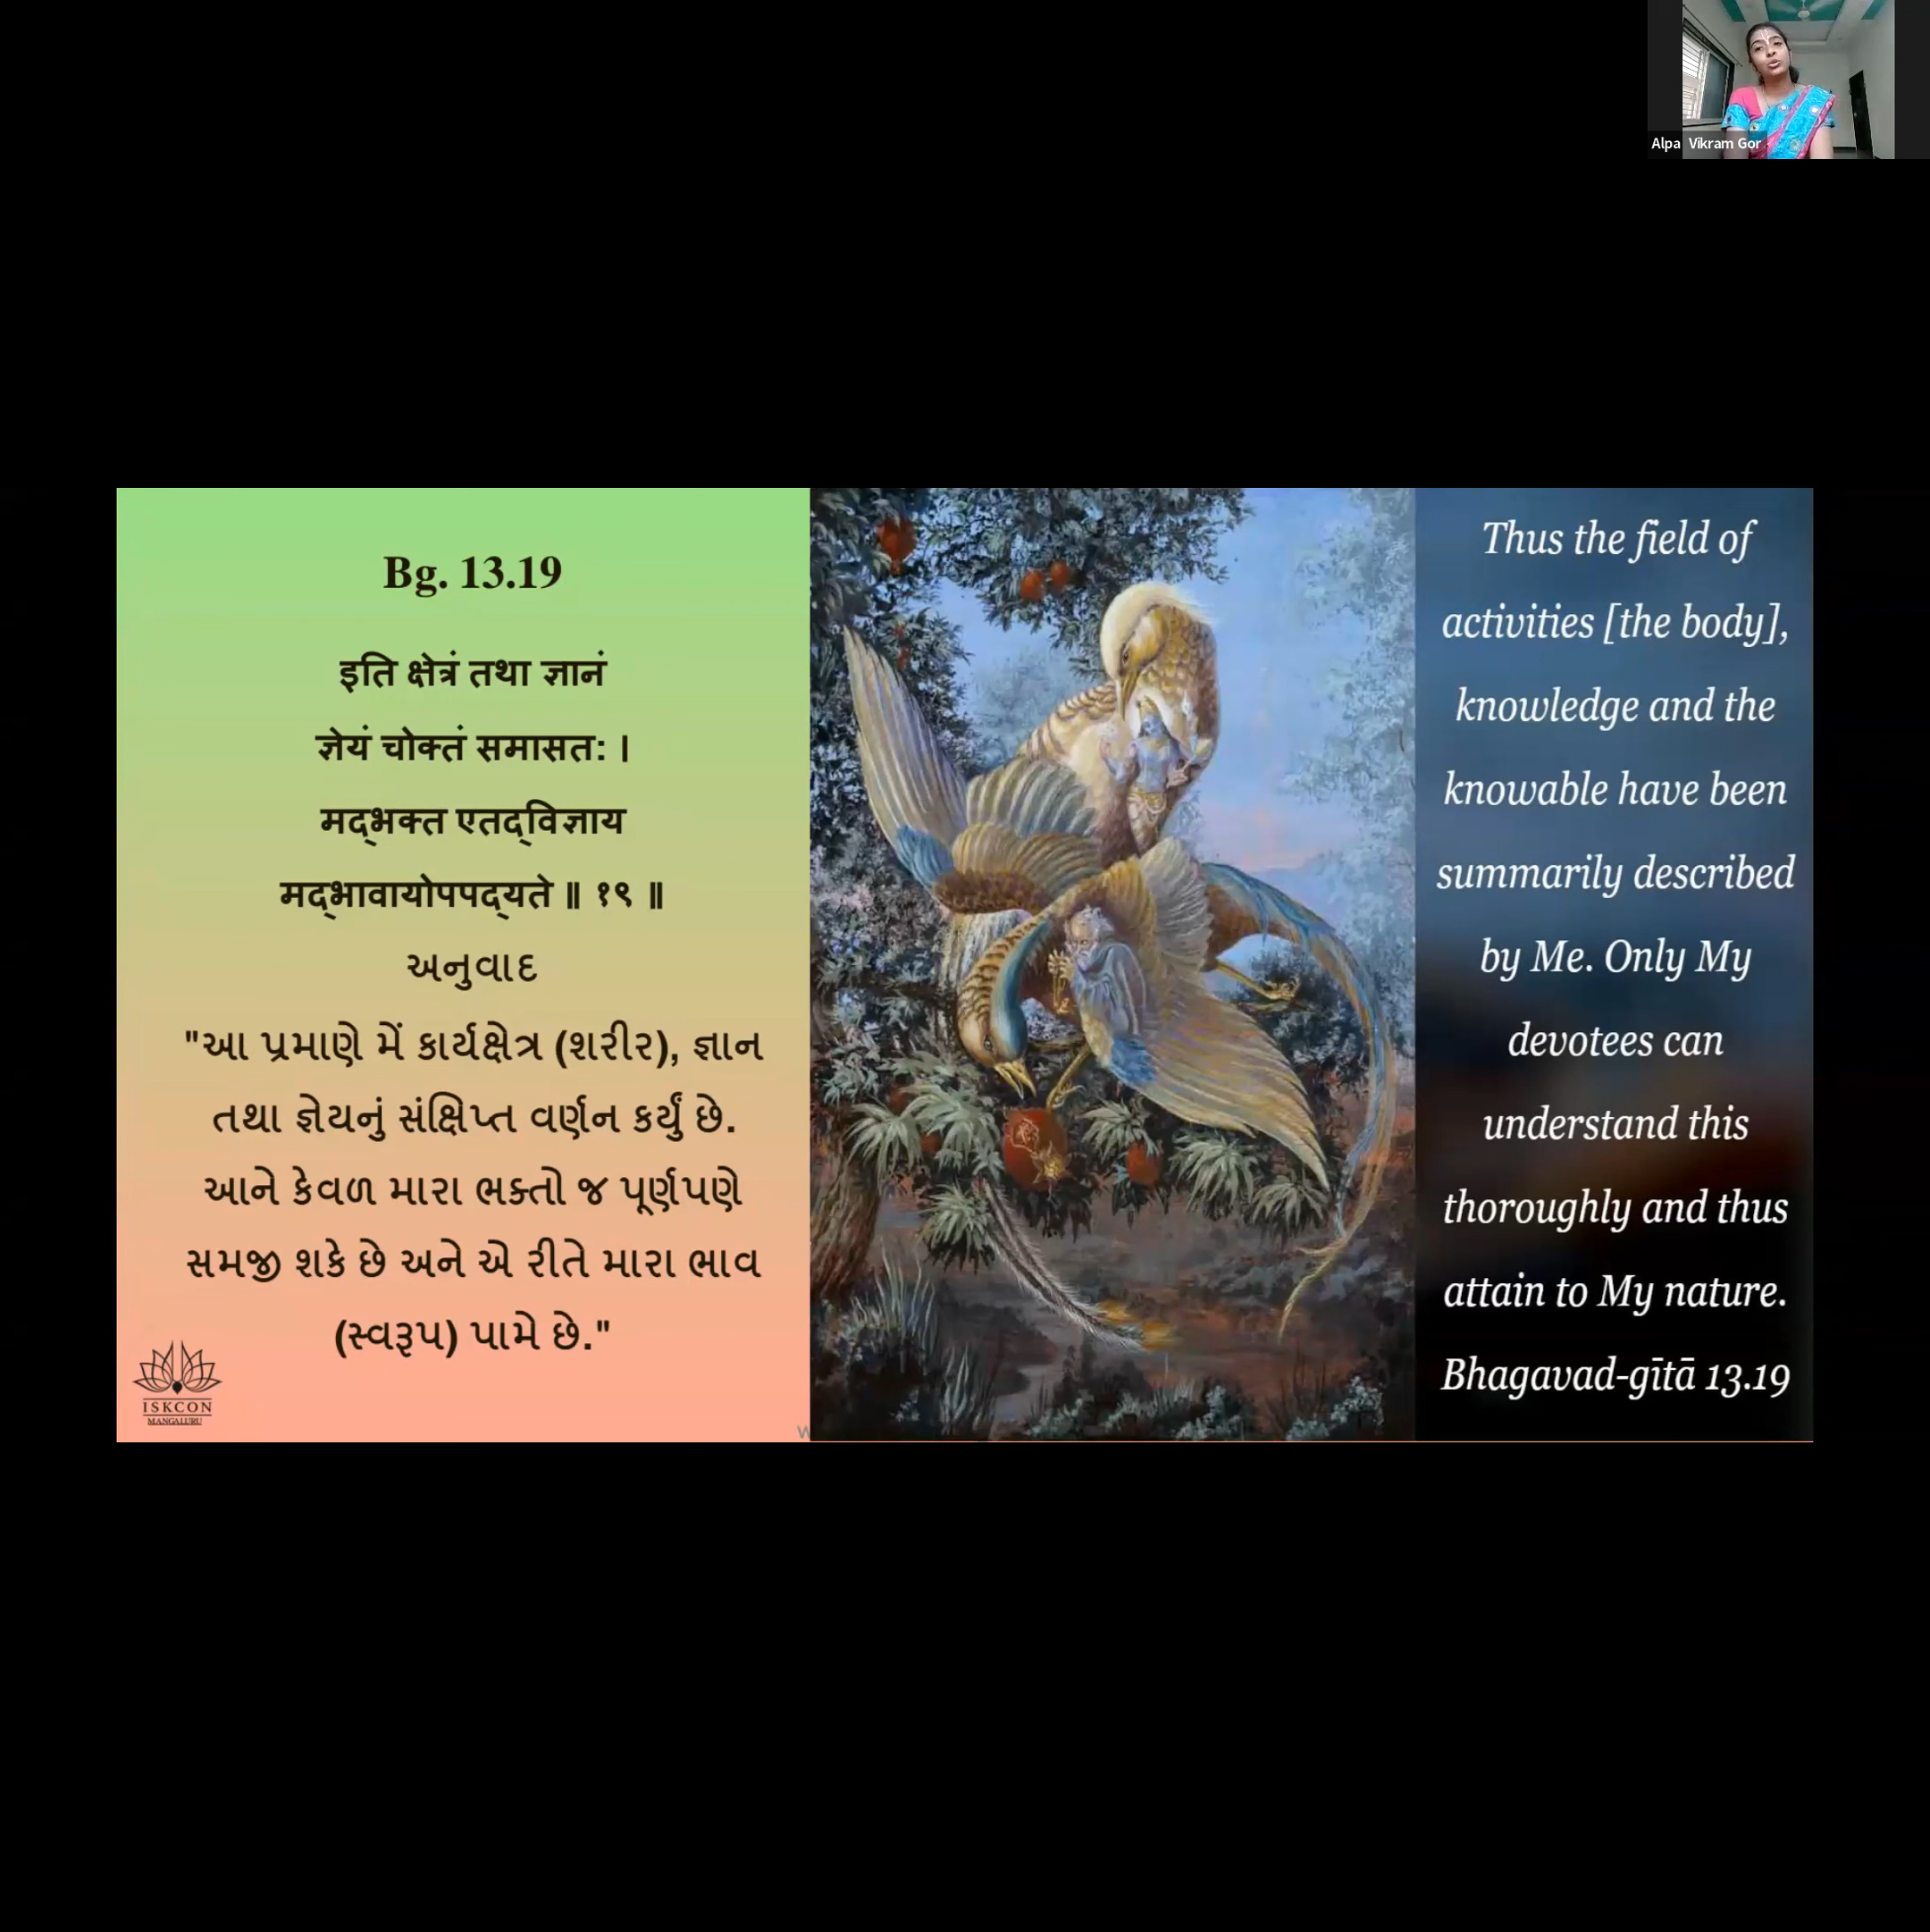 Alpa Vikram Gor
Bg. 13.19
इति क्षेत्रं तथा ज्ञानं
ज्ञेयं चोक्तं समासत: ।
मद्‌भक्त एतद्‌विज्ञाय
मद्‌भावायोपपद्‌यते ॥ १९ ॥
અનુવાદ
"આ પ્રમાણે મેં કાર્યક્ષેત્ર (શરીર), જ્ઞાન
તથા જ્ઞેયનું સંક્ષિપ્ત વર્ણન કર્યું છે.
આને કેવળ મારા ભક્તો જ પૂર્ણપણે
સમજી શકે છે અને એ રીતે મારા ભાવ
(સ્વરૂપ) પામે છે."
ISKCON
MANGALURU
Thus the field of
activities [the body],
knowledge and the
knowable have been
summarily described
by Me. Only My
devotees can
understand this
thoroughly and thus
attain to My nature.
Bhagavad-gītā 13.19